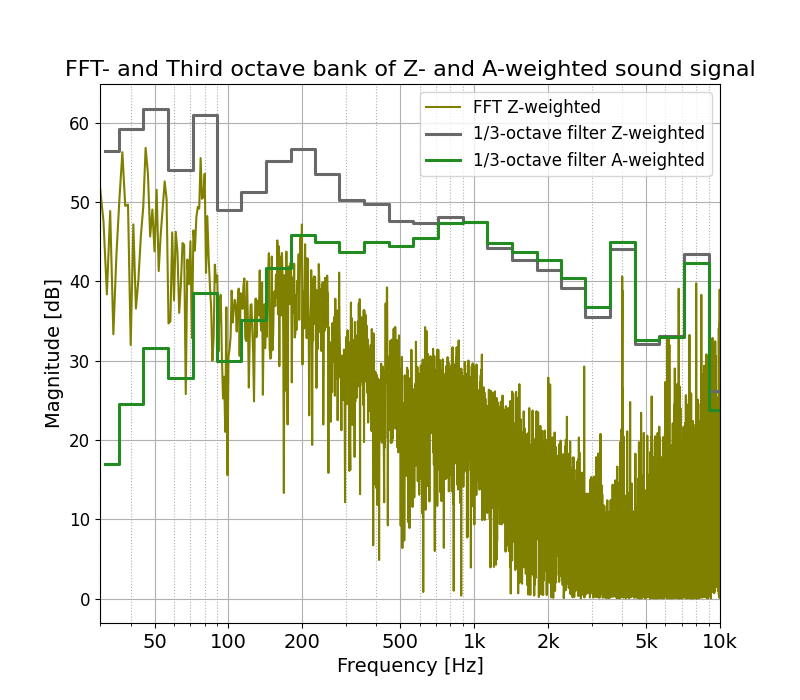 FFT- and Third octave bank of Z- and A-weighted sound signal
FFT Z-weighted
1/3-octave filter Z-weighted
1/3-octave filter A-weighted
Magnitude [dB]
60
50
40
30
20
10
0
50 100 200 500 1k 2k 5k 10k
Frequency [Hz]